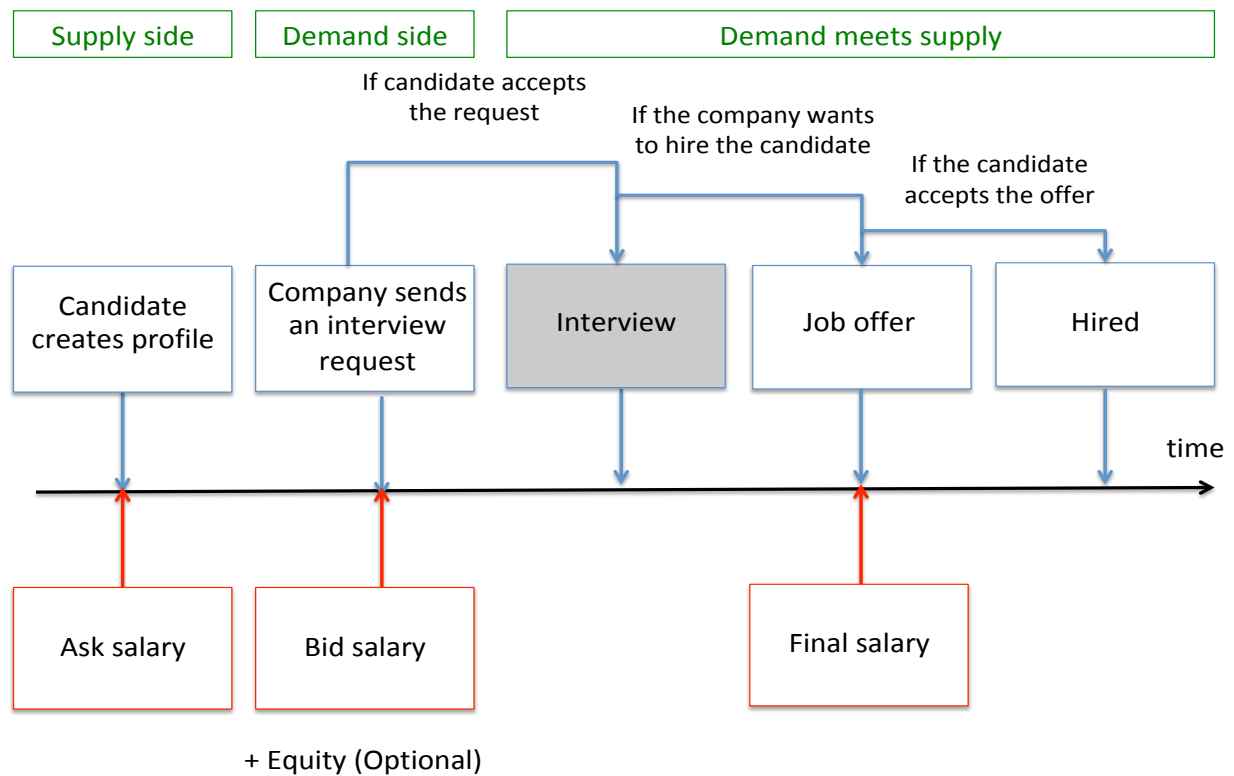 Supply side
Demand side
Demand meets supply
If candidate accepts
the request
If the company wants
to hire the candidate
If the candidate
accepts the offer
Candidate
creates profile
Company sends
an interview
request
Interview
Job offer
Hired
time
Ask salary
Bid salary
Final salary
+ Equity (Optional)